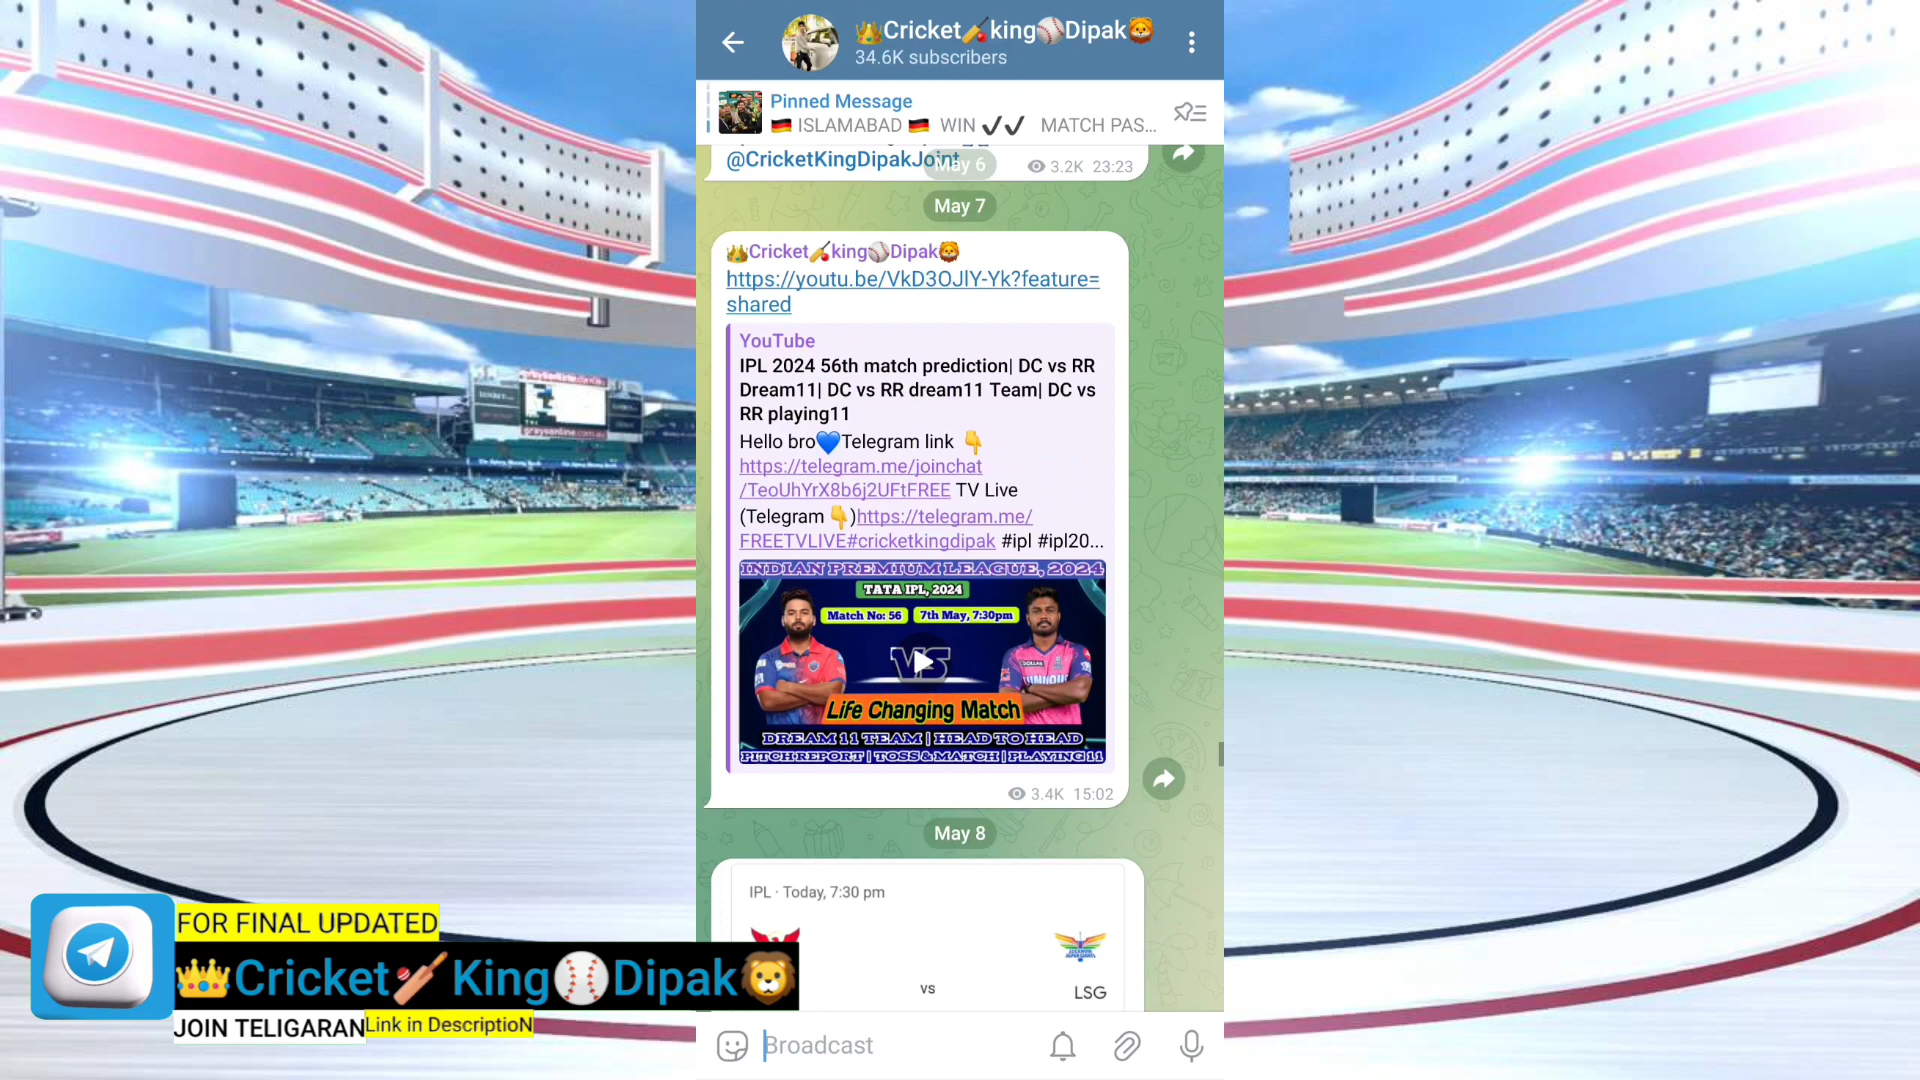 👑Cricket🏏king⚾Dipak🦁
34.6K subscribers
Pinned Message
🇩🇪 ISLAMABAD 🇩🇪 WIN ✔✔ MATCH PAS...
@CricketKingDipakJoint
May 6
3.2K 23:23
May 7
👑Cricket🏏king⚾Dipak🦁
https://youtu.be/VkD3OJlY-Yk?feature=
shared
YouTube
IPL 2024 56th match prediction| DC vs RR
Dream11| DC vs RR dream11 Team| DC vs
RR playing11
Hello bro💙Telegram link 👇
https://telegram.me/joinchat
/TeoUhYrX8b6j2UFtFREE TV Live
(Telegram 👇)https://telegram.me/
FREETVLIVE#cricketkingdipak #ipl #ipl20...
INDIAN PREMIUM LEAGUE, 2024
TATA IPL, 2024
Match No: 56 7th May, 7:30pm
VS
DOLLAR
Life Changing Match
DREAM 11 TEAM | HEAD TO HEAD
PITCHREPORT | TOSS & MATCH | PLAYING 11
3.4K 15:02
May 8
IPL · Today, 7:30 pm
vs
LSG
Broadcast
FOR FINAL UPDATED
👑Cricket🏏King⚾Dipak🦁
JOIN TELIGARAN Link in DescriptioN